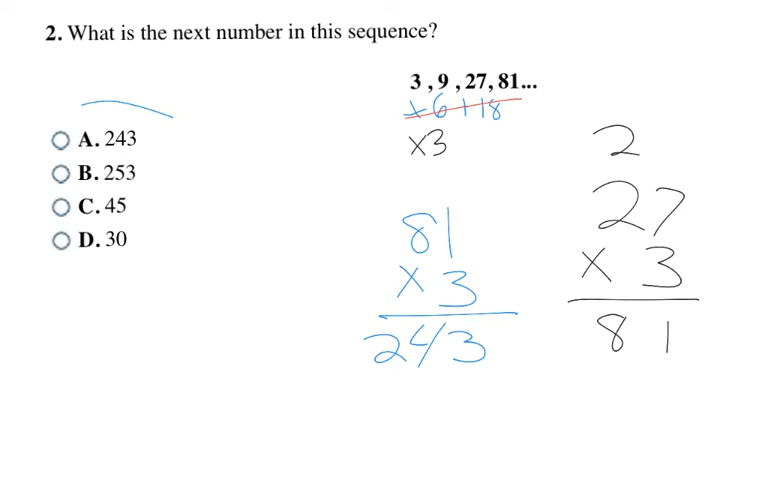 2. What is the next number in this sequence?
3 , 9 , 27, 81...
+6 +18
×3
A. 243
B. 253
C. 45
D. 30
81
× 3
243
2
27
× 3
81